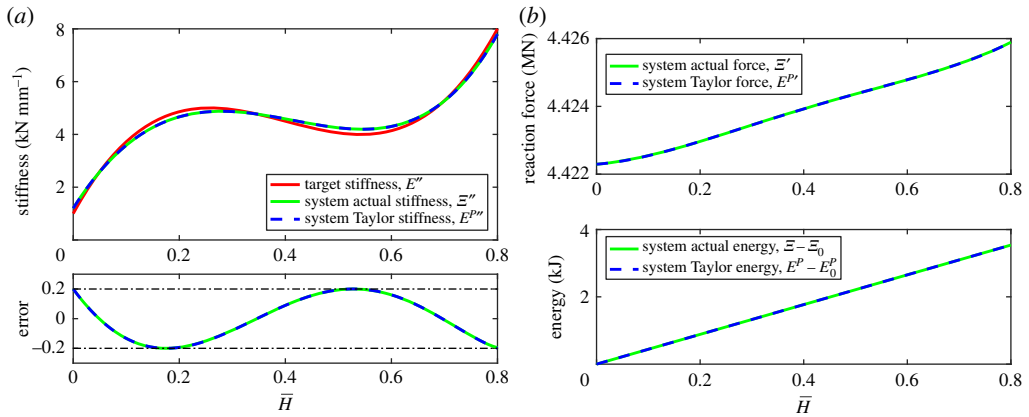 (a)
8
6
4
2
stiffness (kN mm⁻¹)
target stiffness, E″
system actual stiffness, Ξ″
system Taylor stiffness, Eᴾ″
0 0.2 0.4 0.6 0.8
0.2
0
−0.2
error
0 0.2 0.4 0.6 0.8
H̅
(b)
4.426
4.424
4.422
reaction force (MN)
system actual force, Ξ′
system Taylor force, Eᴾ′
0 0.2 0.4 0.6 0.8
4
2
0
energy (kJ)
system actual energy, Ξ – Ξ₀
system Taylor energy, Eᴾ – Eᴾ₀
0.2 0.4 0.6 0.8
H̅